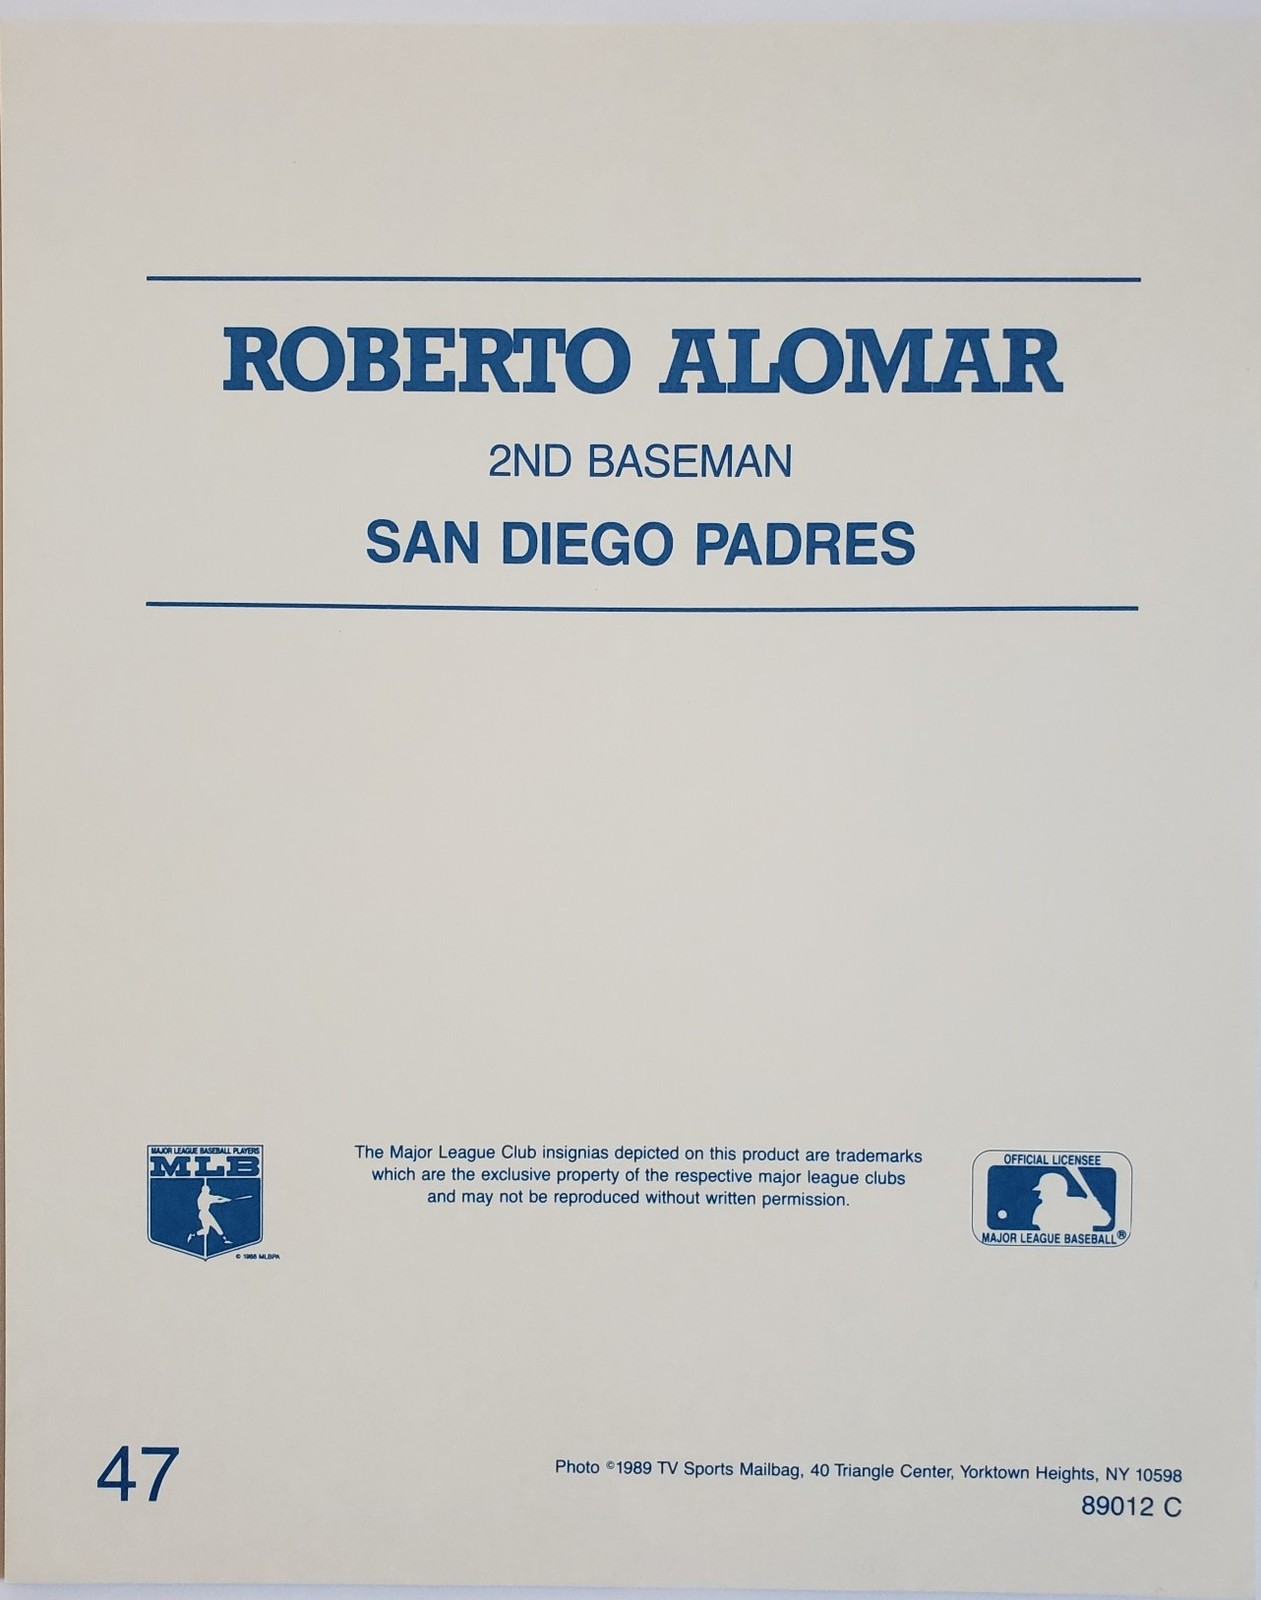 ROBERTO ALOMAR
2ND BASEMAN
SAN DIEGO PADRES
MAJOR LEAGUE BASEBALL PLAYERS
MLB
© 1988 MLBPA
The Major League Club insignias depicted on this product are trademarks
which are the exclusive property of the respective major league clubs
and may not be reproduced without written permission.
OFFICIAL LICENSEE
MAJOR LEAGUE BASEBALL®
47
Photo ©1989 TV Sports Mailbag, 40 Triangle Center, Yorktown Heights, NY 10598
89012 C